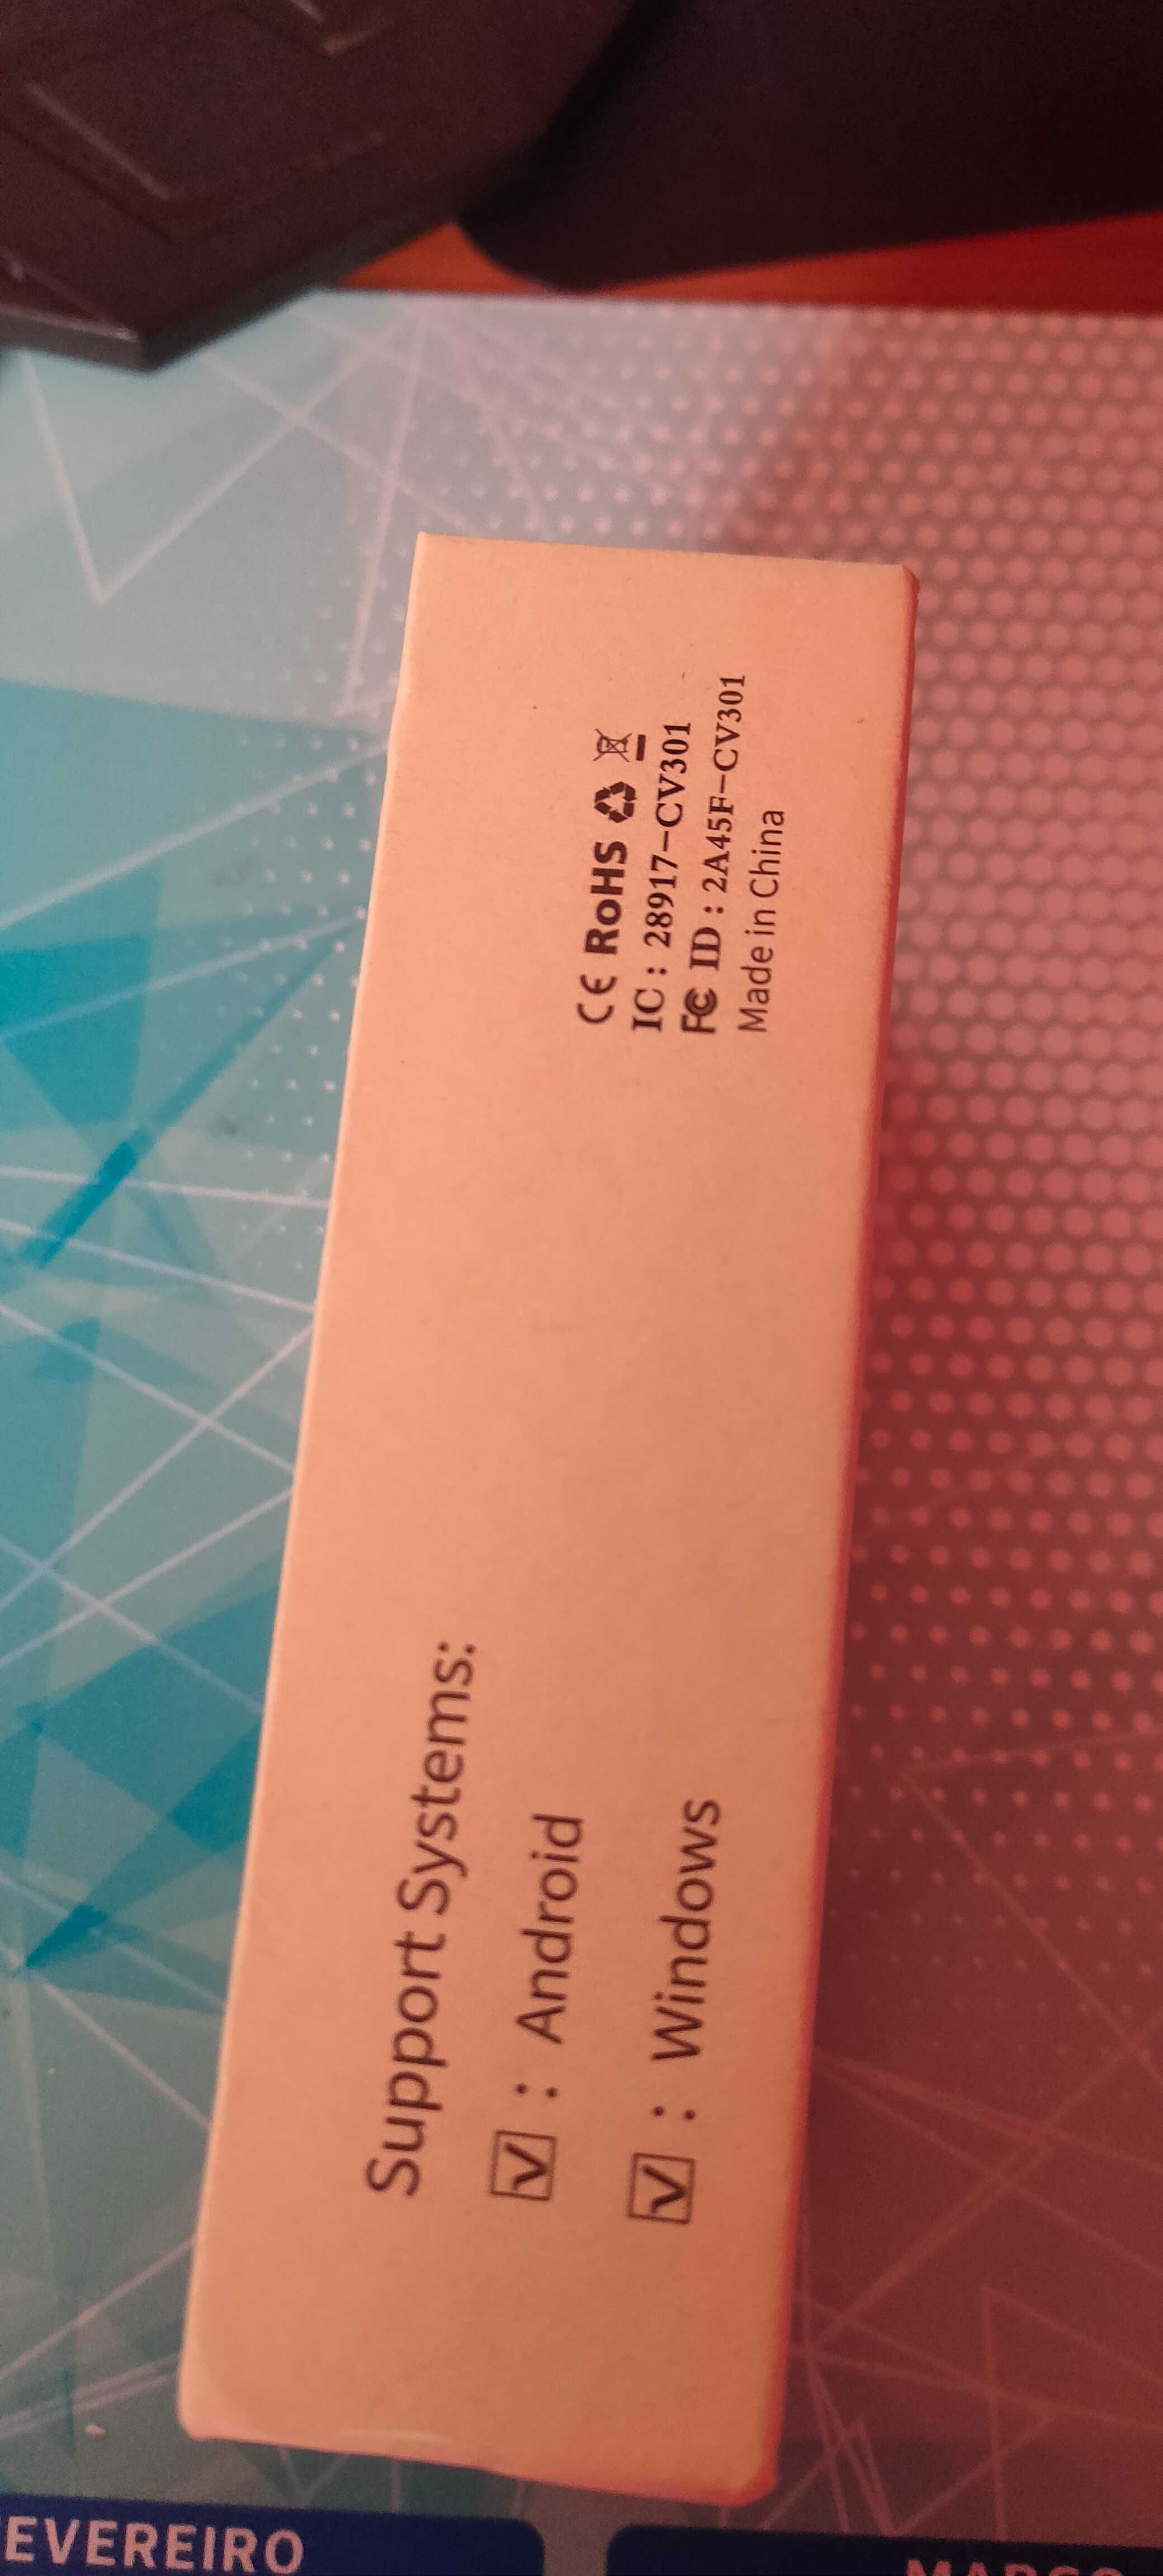 Support Systems:
☑ : Android
☑ : Windows
CE RoHS
IC : 28917-CV301
FC ID : 2A45F-CV301
Made in China
EVEREIRO